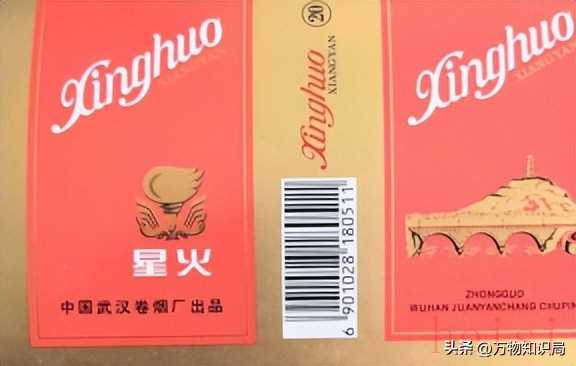 Xinghuo
XIANGYAN
星火
中国武汉卷烟厂出品
Xinghuo
XIANGYAN
20
6 901028 180511
Xinghuo
XIANGYAN
ZHONGGUO
WUHAN JUANYANCHANG CHUPIN
头条 @万物知识局